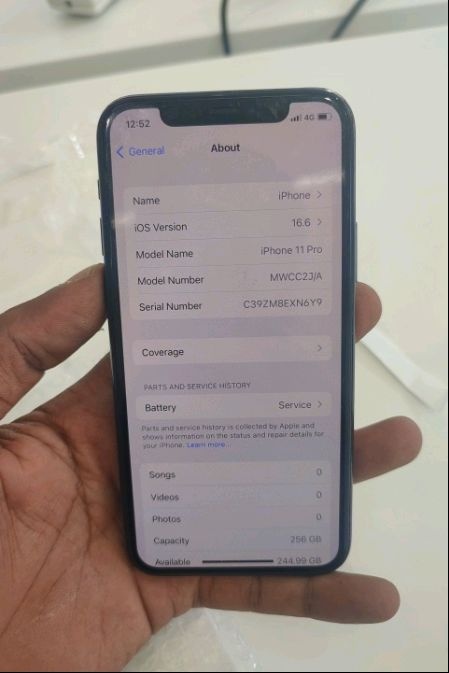 12:52 4G
General About
Name iPhone
iOS Version 16.6
Model Name iPhone 11 Pro
Model Number MWCC2J/A
Serial Number C39ZM8EXN6Y9
Coverage
PARTS AND SERVICE HISTORY
Battery Service
Parts and service history is collected by Apple and
shows information on the status and repair details for
your iPhone. Learn more...
Songs 0
Videos 0
Photos 0
Capacity 256 GB
Available 244.99 GB